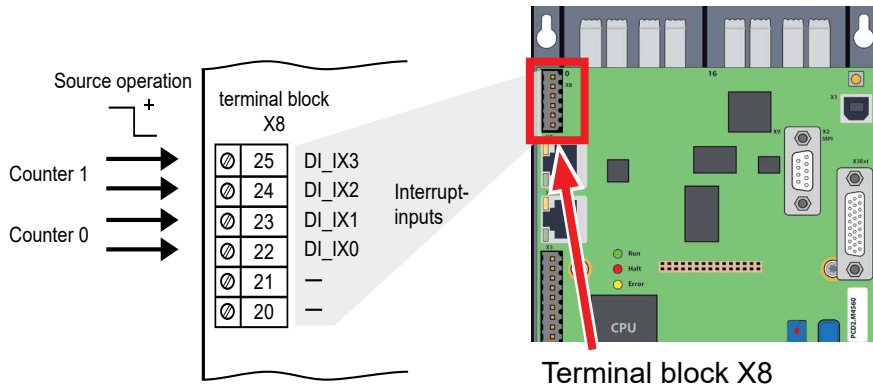 Source operation
+
terminal block
X8
Counter 1
Counter 0
25 DI_IX3
24 DI_IX2
23 DI_IX1
22 DI_IX0
21 —
20 —
Interrupt-
inputs
0
16
X8
X1
X9
X2
MPI
X3Ext
X3
Run
Halt
Error
CPU
PCD2.M4560
Terminal block X8